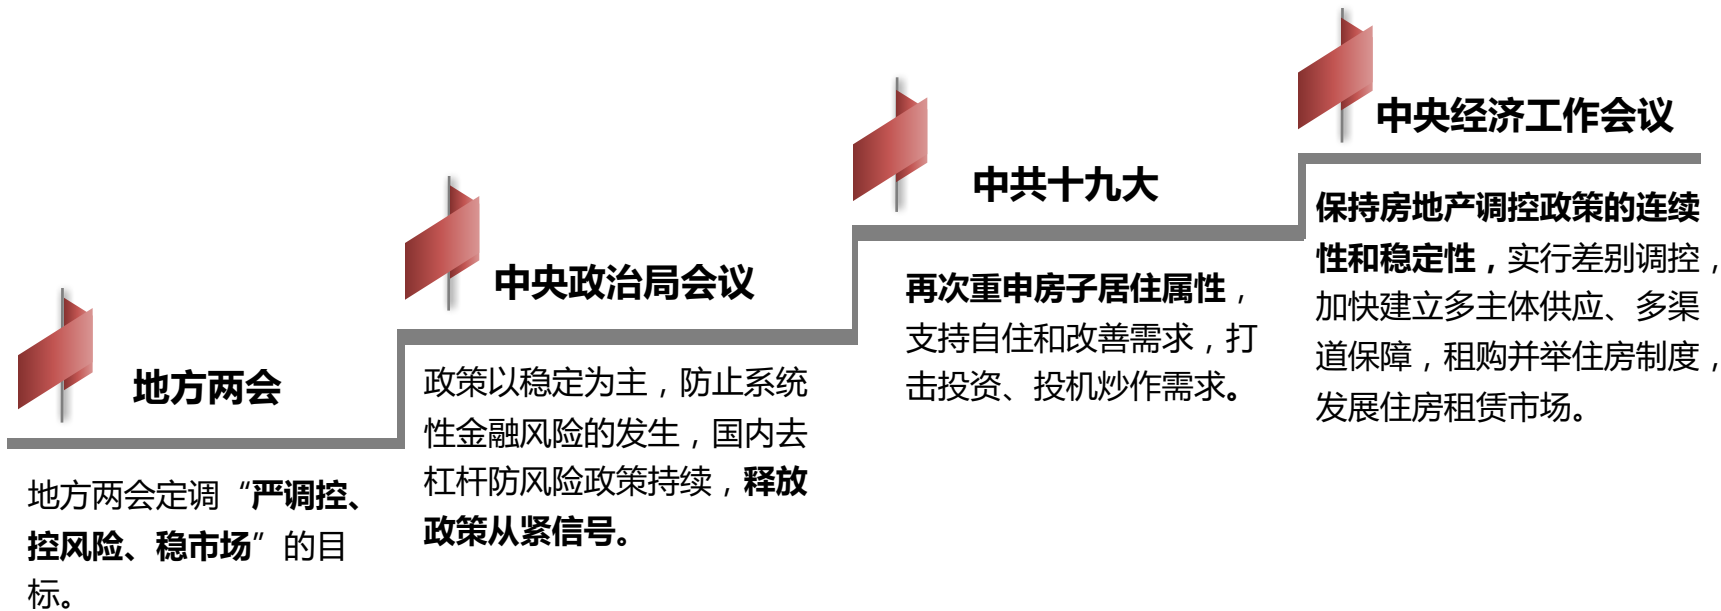 地方两会
地方两会定调“严调控、
控风险、稳市场”的目
标。
中央政治局会议
政策以稳定为主，防止系统
性金融风险的发生，国内去
杠杆防风险政策持续，释放
政策从紧信号。
中共十九大
再次重申房子居住属性，
支持自住和改善需求，打
击投资、投机炒作需求。
中央经济工作会议
保持房地产调控政策的连续
性和稳定性，实行差别调控，
加快建立多主体供应、多渠
道保障，租购并举住房制度，
发展住房租赁市场。